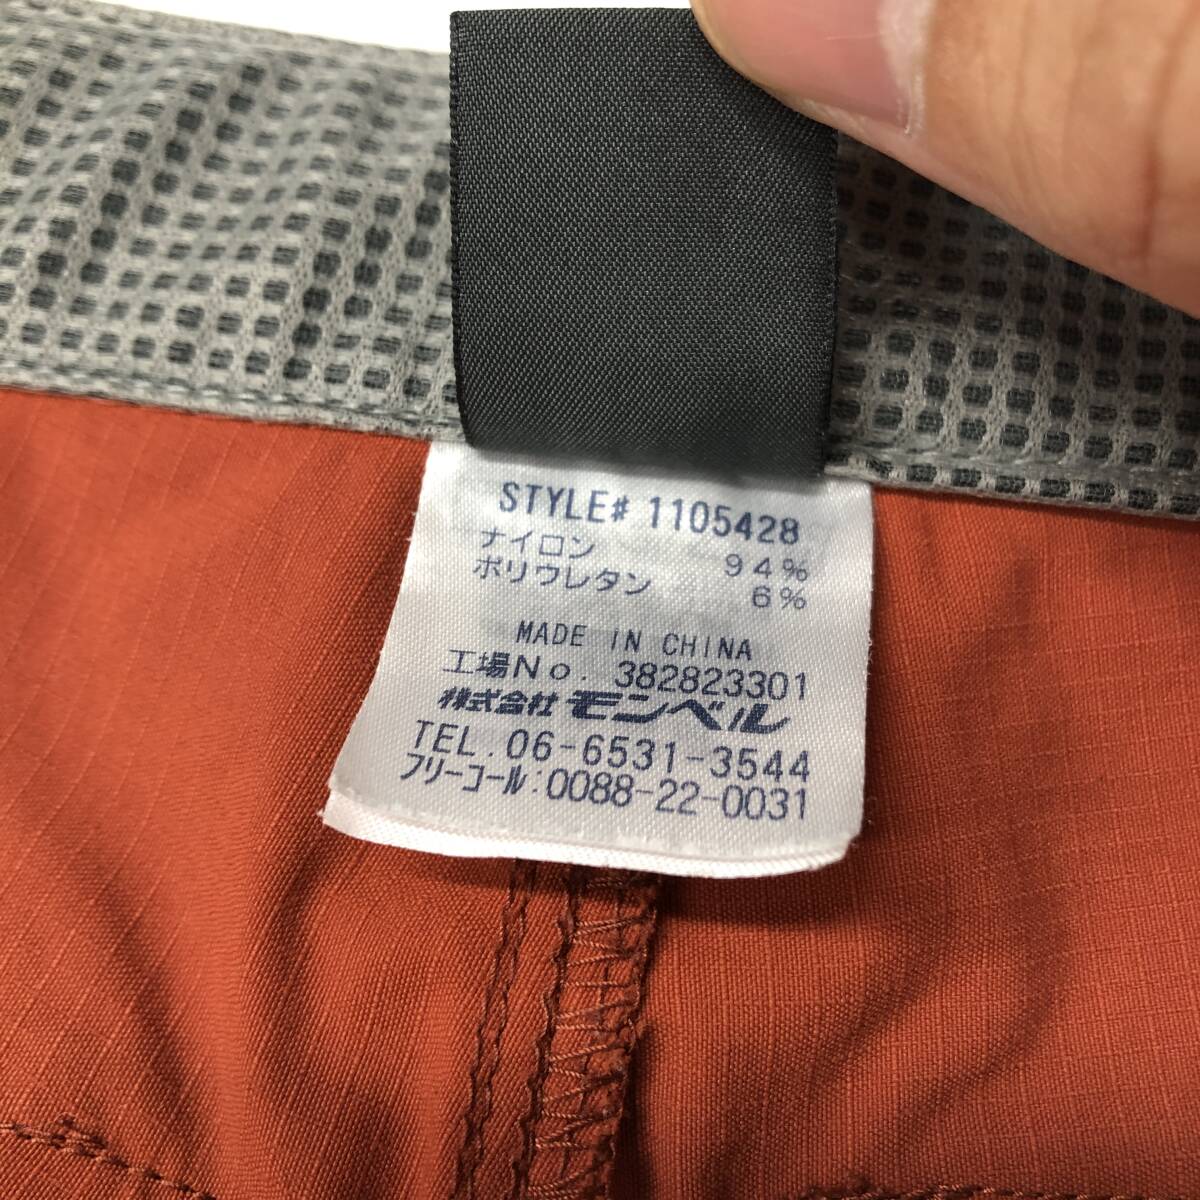 STYLE# 1105428
ナイロン 94%
ポリウレタン 6%
MADE IN CHINA
工場No. 382823301
株式会社 モンベル
TEL. 06-6531-3544
フリーコール:0088-22-0031